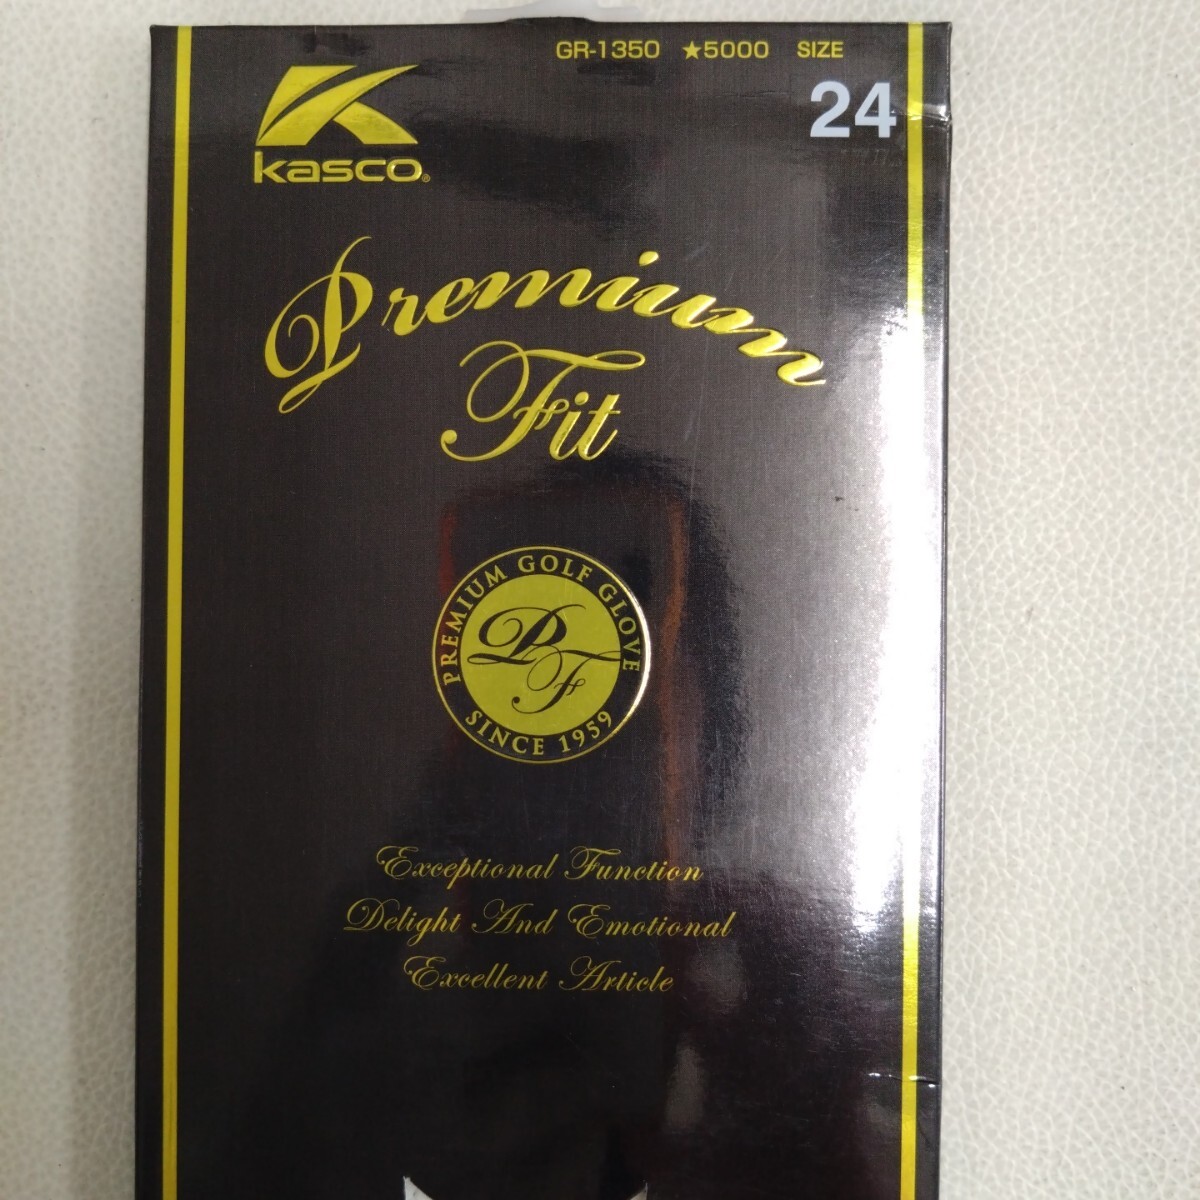 GR-1350 ★5000 SIZE
24
Kasco®
Premium
Fit
PREMIUM GOLF GLOVE
PF
SINCE 1959
Exceptional Function
Delight And Emotional
Excellent Article